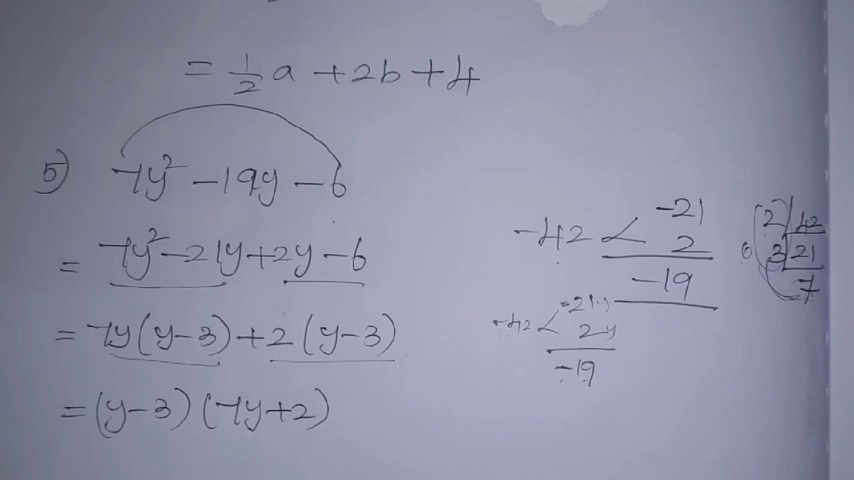 = 1/2 a + 2b + 4
5) 7y² - 19y - 6
= 7y² - 21y + 2y - 6
= 7y(y-3) + 2(y-3)
= (y-3)(7y+2)
-42 < -21
2
-19
-42 < -21y
2y
-19
2 42
6 3 21
7